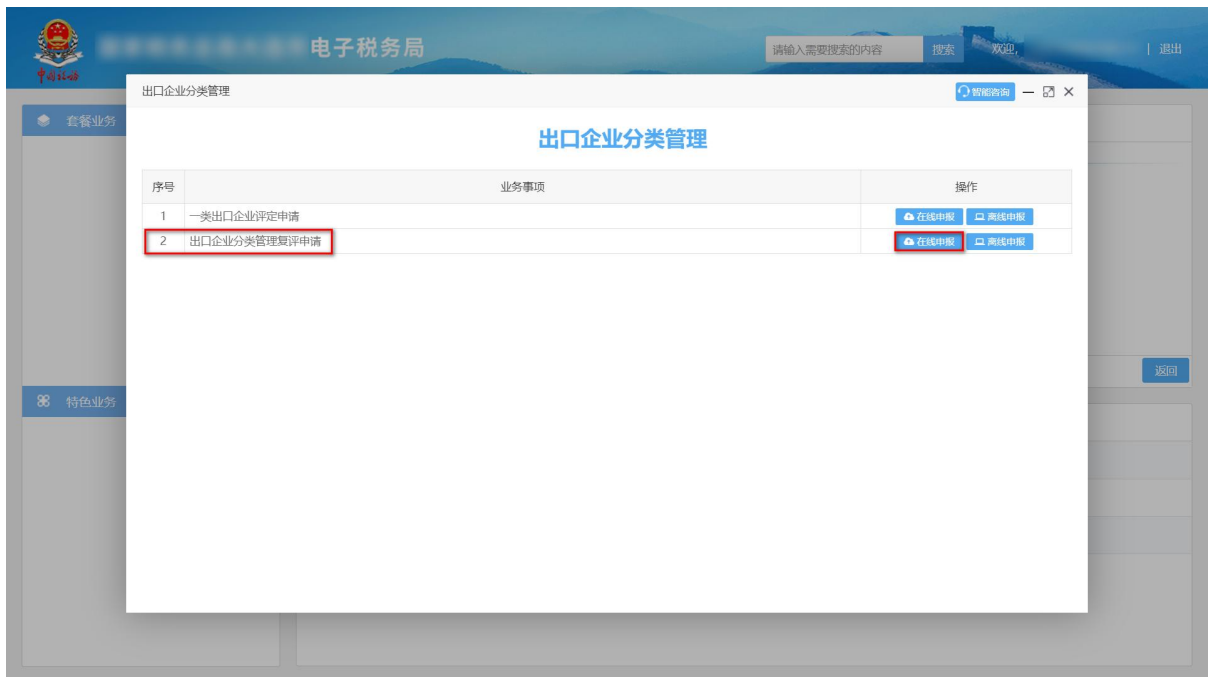 电子税务局
请输入需要搜索的内容 搜索 欢迎, | 退出
中国税务
出口企业分类管理 智能咨询
套餐业务
出口企业分类管理
序号 业务事项 操作
1 一类出口企业评定申请 在线申报 离线申报
2 出口企业分类管理复评申请 在线申报 离线申报
返回
特色业务